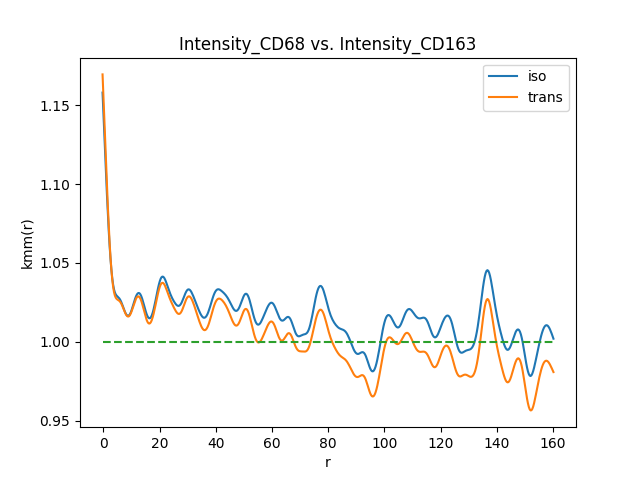 Intensity_CD68 vs. Intensity_CD163
iso
trans
kmm(r)
1.15
1.10
1.05
1.00
0.95
0 20 40 60 80 100 120 140 160
r